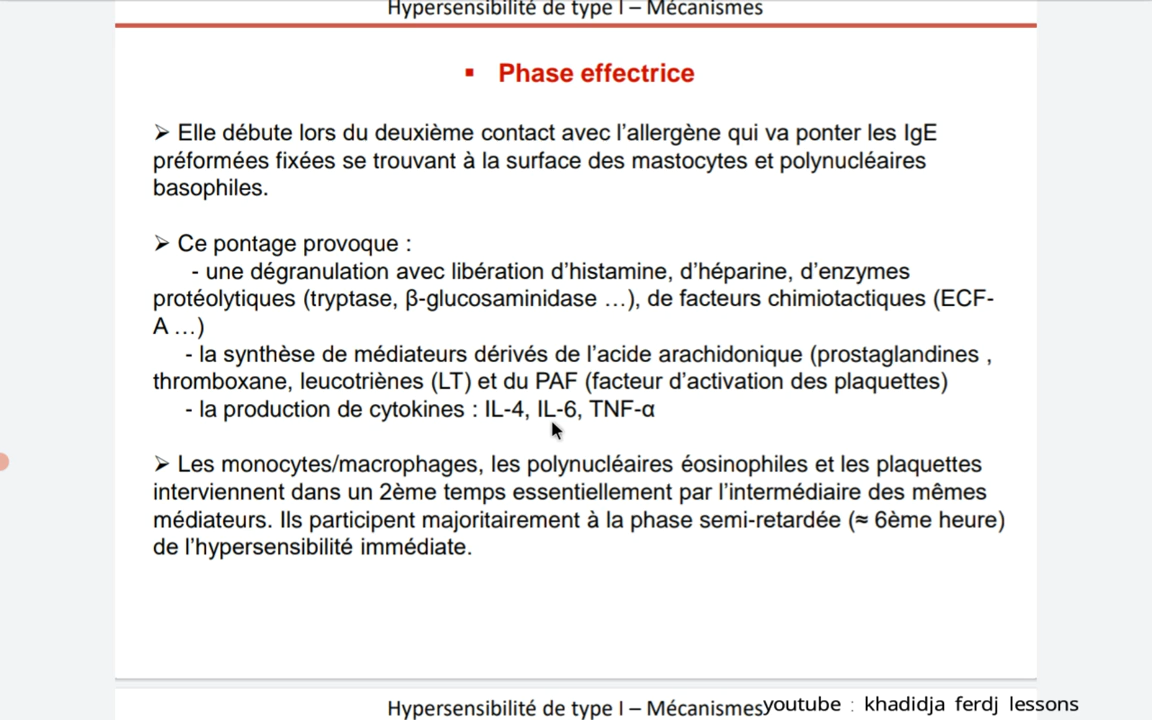 Hypersensibilité de type I – Mécanismes
▪ Phase effectrice
➢ Elle débute lors du deuxième contact avec l’allergène qui va ponter les IgE
préformées fixées se trouvant à la surface des mastocytes et polynucléaires
basophiles.
➢ Ce pontage provoque :
- une dégranulation avec libération d’histamine, d’héparine, d’enzymes
protéolytiques (tryptase, β-glucosaminidase …), de facteurs chimiotactiques (ECF-
A …)
- la synthèse de médiateurs dérivés de l’acide arachidonique (prostaglandines ,
thromboxane, leucotriènes (LT) et du PAF (facteur d’activation des plaquettes)
- la production de cytokines : IL-4, IL-6, TNF-α
➢ Les monocytes/macrophages, les polynucléaires éosinophiles et les plaquettes
interviennent dans un 2ème temps essentiellement par l’intermédiaire des mêmes
médiateurs. Ils participent majoritairement à la phase semi-retardée (≈ 6ème heure)
de l’hypersensibilité immédiate.
Hypersensibilité de type I – Mécanismes
youtube : khadidja ferdj lessons